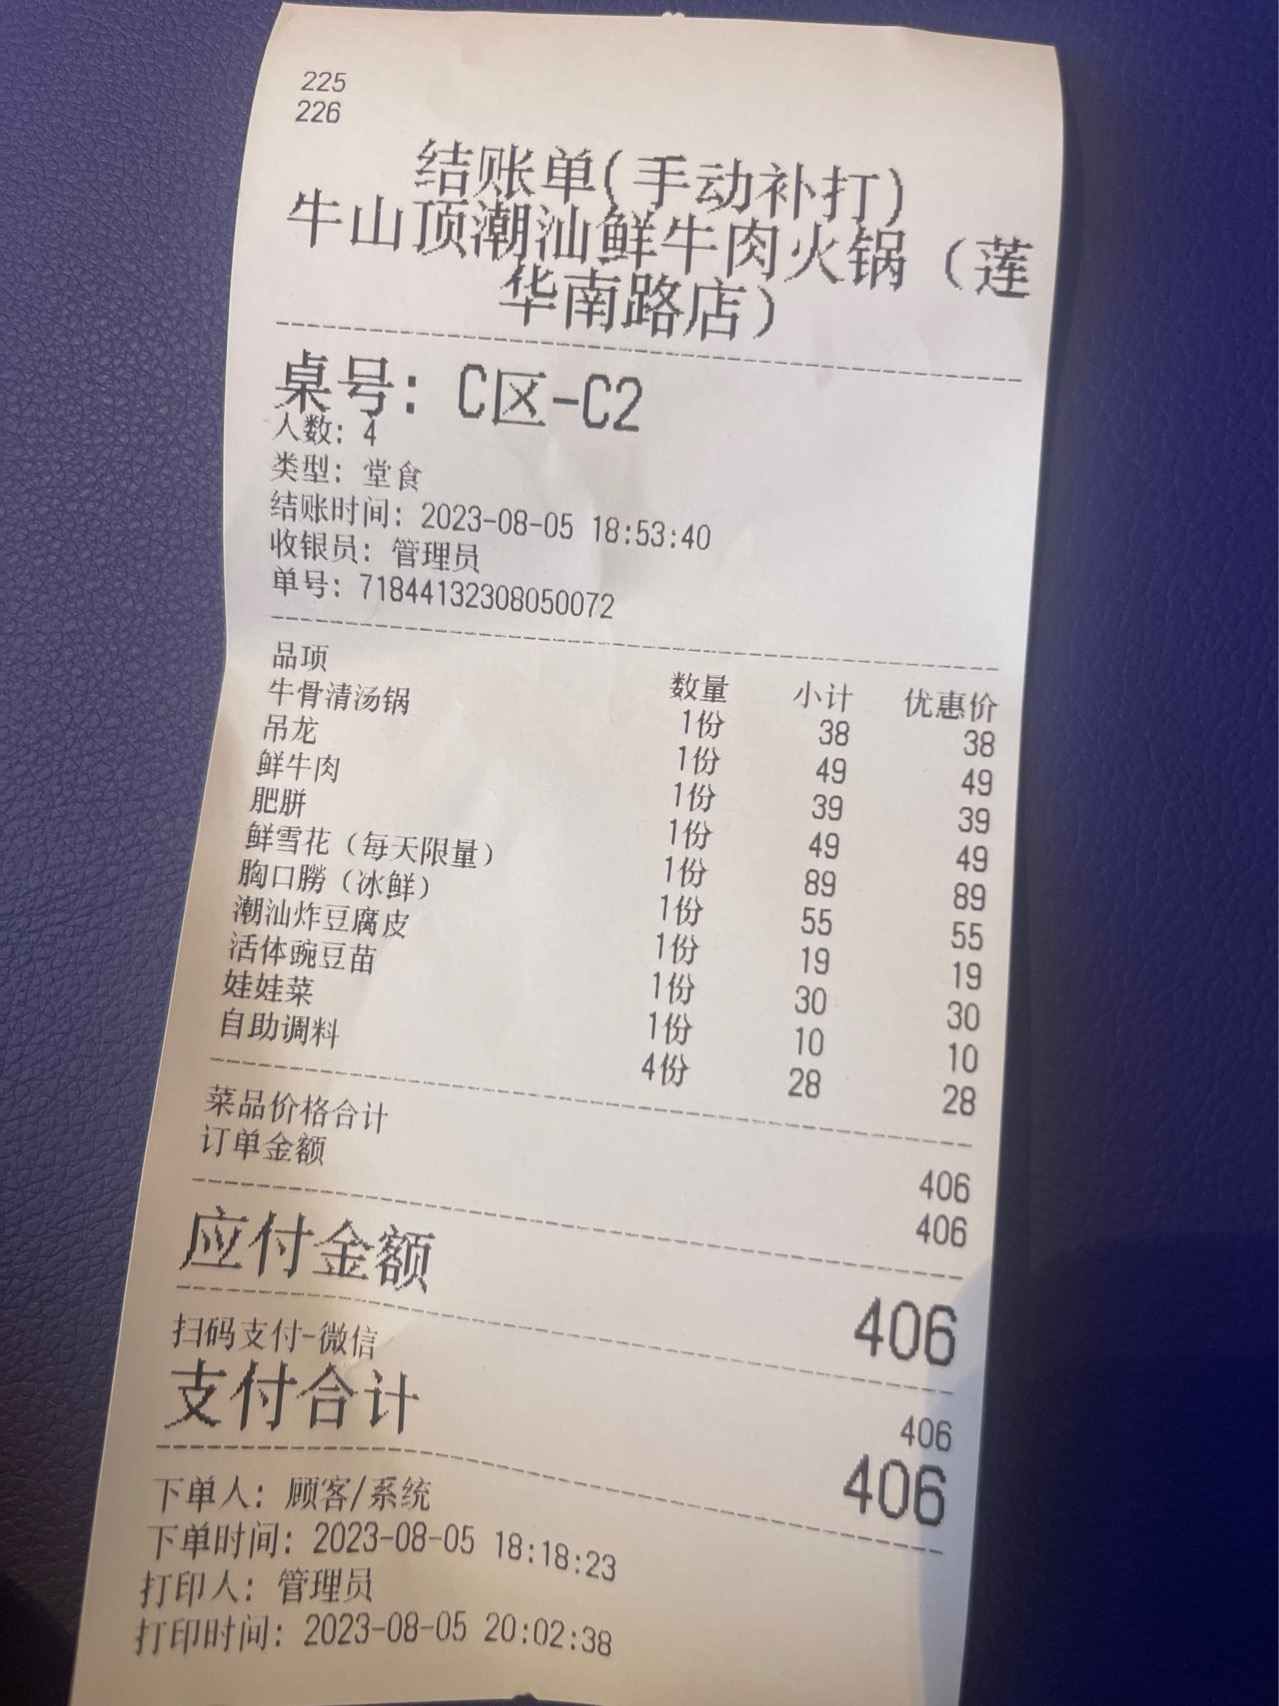 225
226
结账单(手动补打)
牛山顶潮汕鲜牛肉火锅（莲
华南路店）
桌号: C区-C2
人数: 4
类型: 堂食
结账时间: 2023-08-05 18:53:40
收银员: 管理员
单号: 71844132308050072
品项 数量 小计 优惠价
牛骨清汤锅 1份 38 38
吊龙 1份 49 49
鲜牛肉 1份 39 39
肥胼 1份 49 49
鲜雪花（每天限量） 1份 89 89
胸口朥（冰鲜） 1份 55 55
潮汕炸豆腐皮 1份 19 19
活体豌豆苗 1份 30 30
娃娃菜 1份 10 10
自助调料 4份 28 28
菜品价格合计 406
订单金额 406
应付金额 406
扫码支付-微信 406
支付合计 406
下单人: 顾客/系统
下单时间: 2023-08-05 18:18:23
打印人: 管理员
打印时间: 2023-08-05 20:02:38